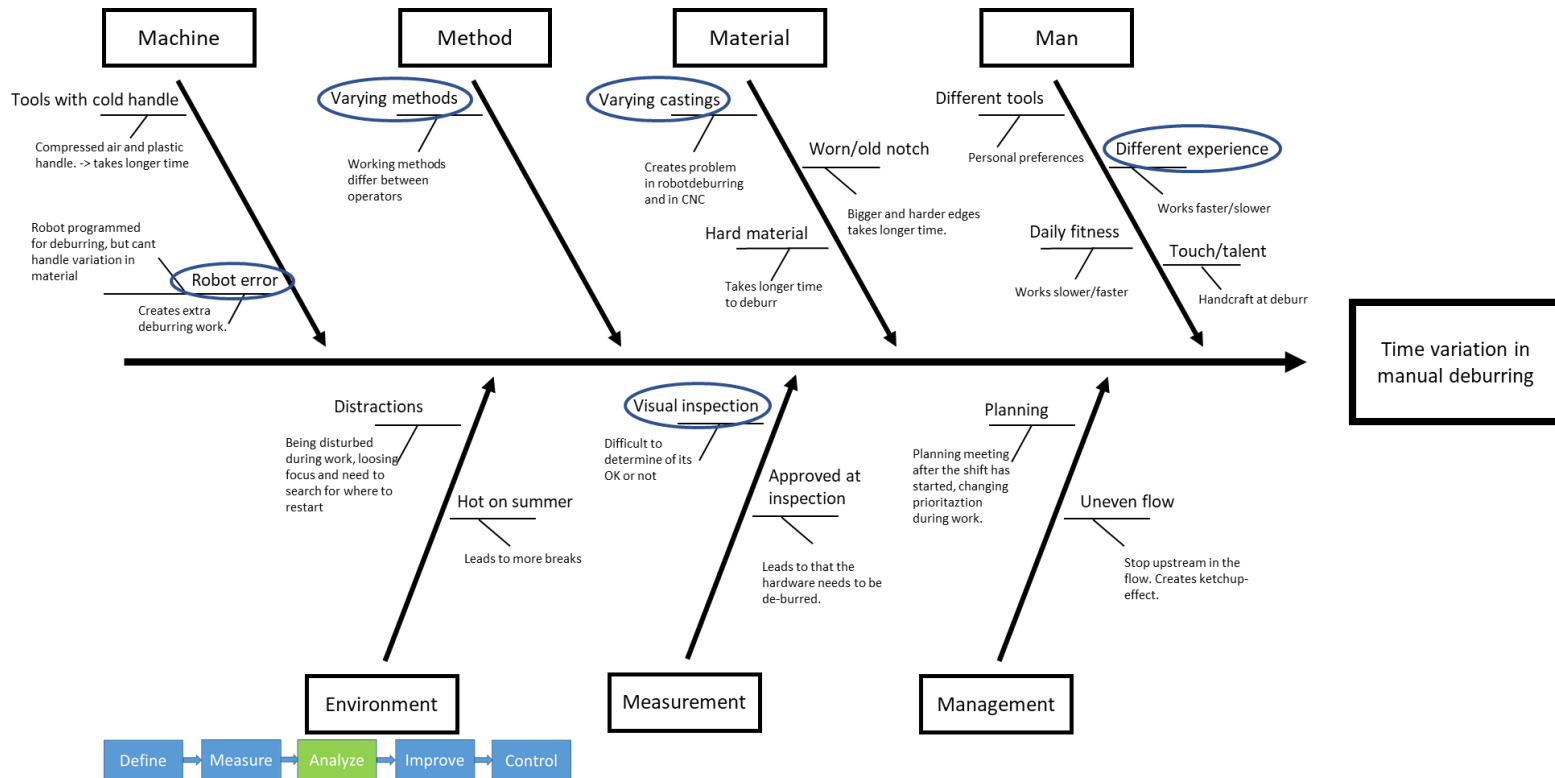 Machine
Method
Material
Man
Tools with cold handle
Compressed air and plastic
handle. -> takes longer time
Robot programmed
for deburring, but cant
handle variation in
material
Robot error
Creates extra
deburring work.
Varying methods
Working methods
differ between
operators
Varying castings
Creates problem
in robotdeburring
and in CNC
Worn/old notch
Bigger and harder edges
takes longer time.
Hard material
Takes longer time
to deburr
Different tools
Personal preferences
Different experience
Works faster/slower
Daily fitness
Works slower/faster
Touch/talent
Handcraft at deburr
Time variation in
manual deburring
Distractions
Being disturbed
during work, loosing
focus and need to
search for where to
restart
Hot on summer
Leads to more breaks
Visual inspection
Difficult to
determine of its
OK or not
Approved at
inspection
Leads to that the
hardware needs to be
de-burred.
Planning
Planning meeting
after the shift has
started, changing
prioritaztion
during work.
Uneven flow
Stop upstream in the
flow. Creates ketchup-
effect.
Environment
Measurement
Management
Define
Measure
Analyze
Improve
Control